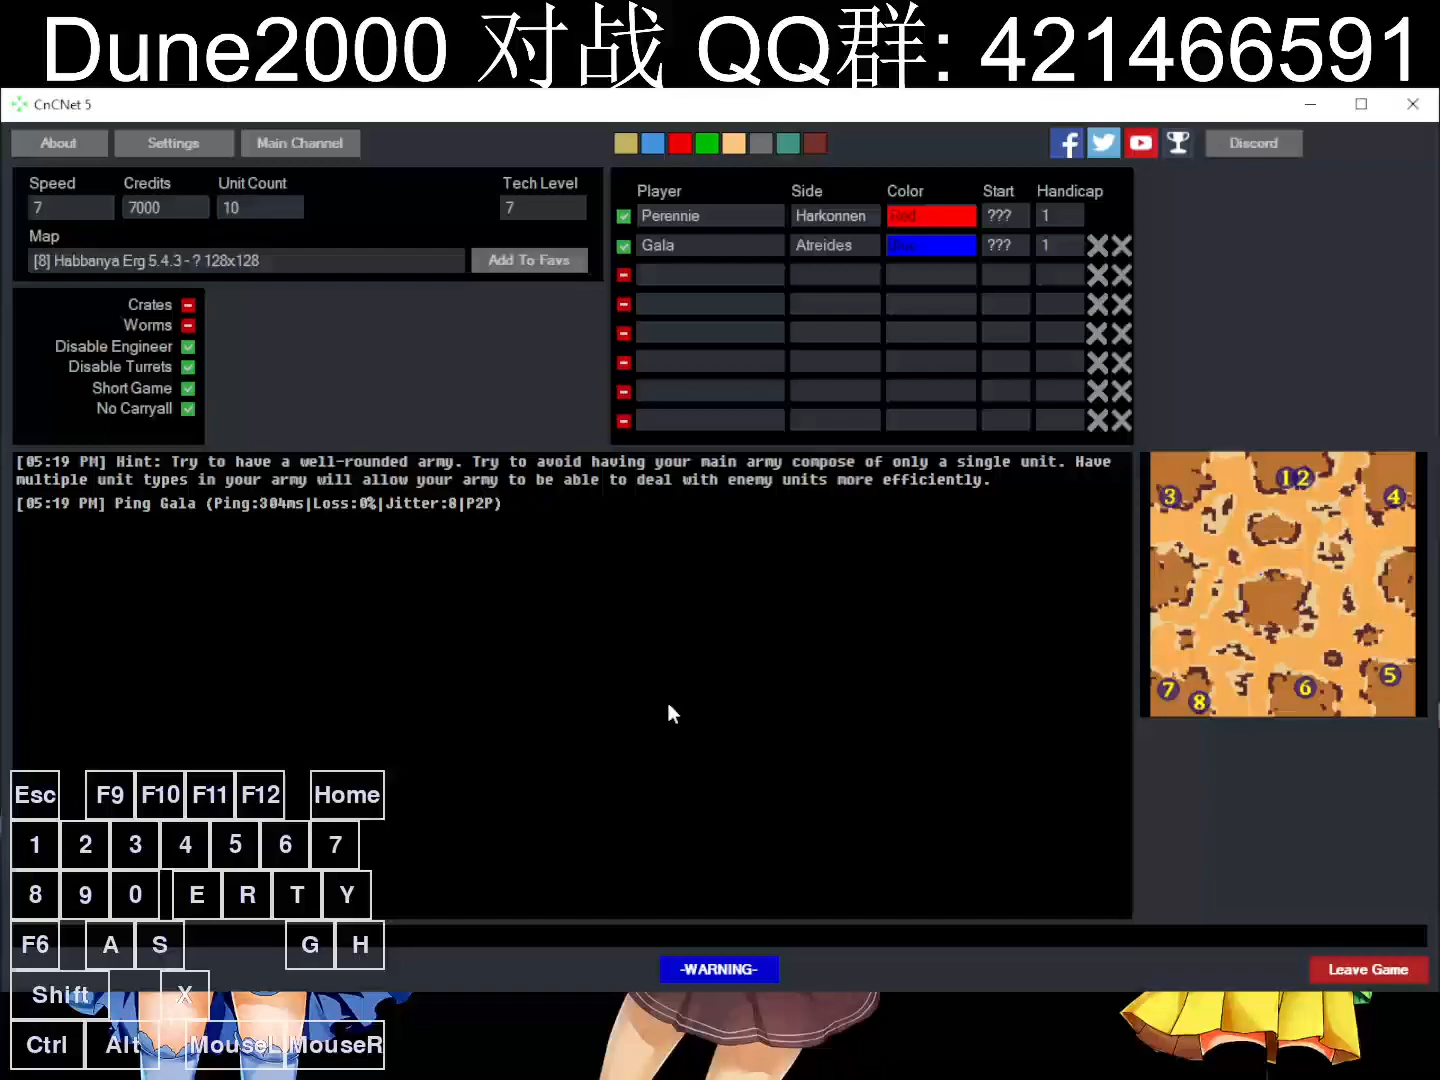 Dune2000 对战 QQ群: 421466591
CnCNet 5
About Settings Main Channel Discord
Speed Credits Unit Count Tech Level
7 7000 10 7
Map
[8] Habbanya Erg 5.4.3 - ? 128x128 Add To Favs
Crates
Worms
Disable Engineer
Disable Turrets
Short Game
No Carryall
Player Side Color Start Handicap
Perennie Harkonnen Red ??? 1
Gala Atreides Blue ??? 1
[05:19 PM] Hint: Try to have a well-rounded army. Try to avoid having your main army compose of only a single unit. Have
multiple unit types in your army will allow your army to be able to deal with enemy units more efficiently.
[05:19 PM] Ping Gala (Ping:304ms|Loss:0%|Jitter:8|P2P)
1 2
3 4
5
6
7
8
Esc F9 F10 F11 F12 Home
1 2 3 4 5 6 7
8 9 0 E R T Y
F6 A S G H
Shift X
Ctrl Alt MouseL MouseR
-WARNING- Leave Game